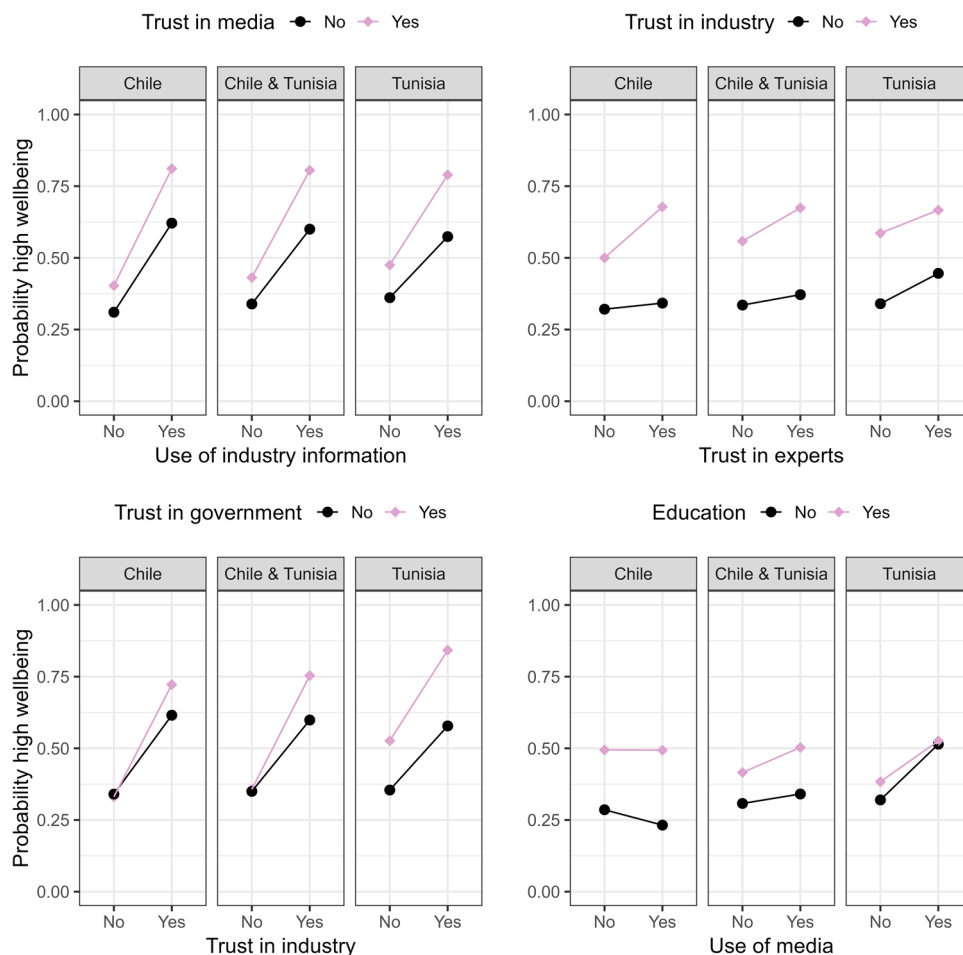 Trust in media No Yes
Chile Chile & Tunisia Tunisia
Probability high wellbeing
1.00
0.75
0.50
0.25
0.00
No Yes No Yes No Yes
Use of industry information
Trust in industry No Yes
Chile Chile & Tunisia Tunisia
1.00
0.75
0.50
0.25
0.00
No Yes No Yes No Yes
Trust in experts
Trust in government No Yes
Chile Chile & Tunisia Tunisia
Probability high wellbeing
1.00
0.75
0.50
0.25
0.00
No Yes No Yes No Yes
Trust in industry
Education No Yes
Chile Chile & Tunisia Tunisia
1.00
0.75
0.50
0.25
0.00
No Yes No Yes No Yes
Use of media